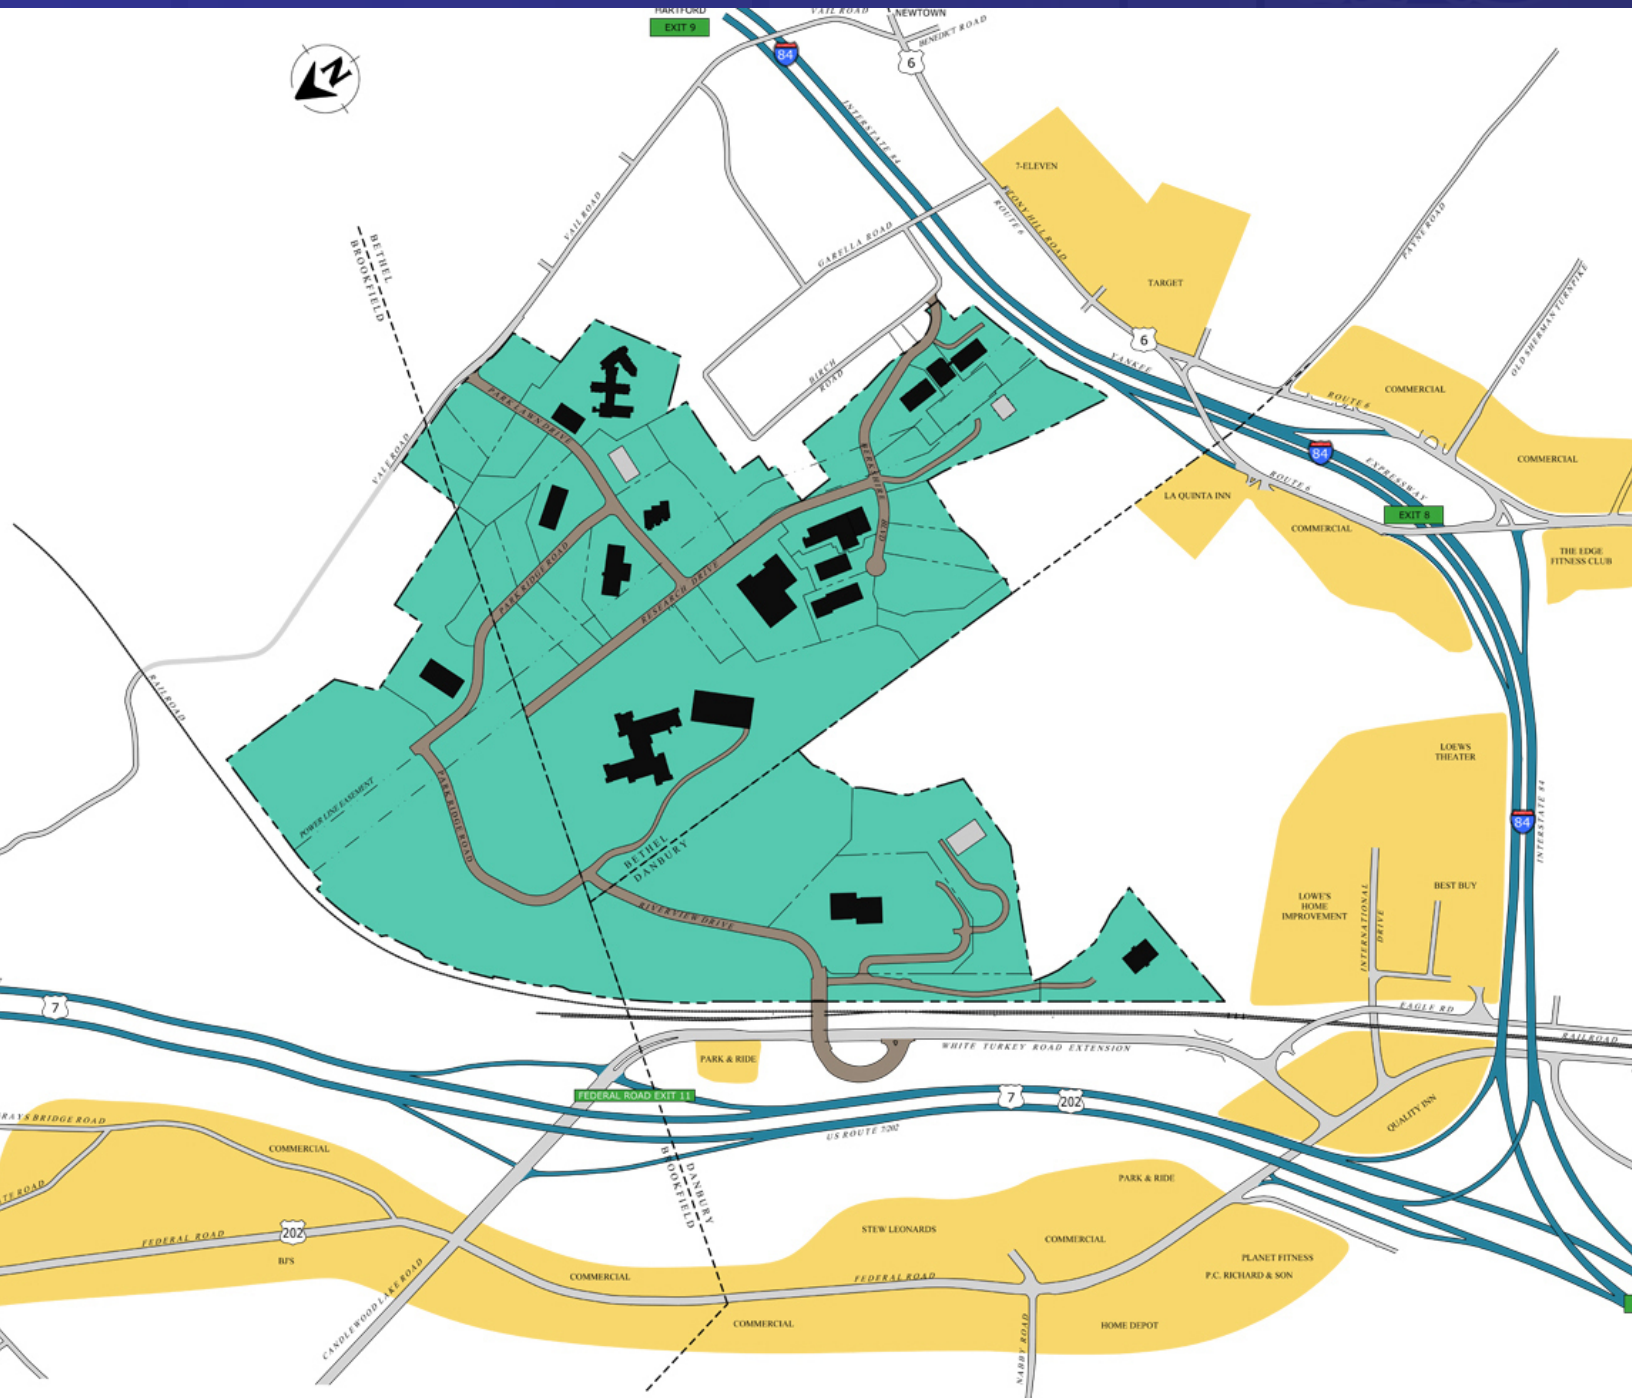 HARTFORD
EXIT 9
84
VAIL ROAD
NEWTOWN
BENEDICT ROAD
6
N
INTERSTATE 84
7-ELEVEN
STONY HILL ROAD
ROUTE 6
VAIL ROAD
GARELLA ROAD
PAYNE ROAD
BETHEL
BROOKFIELD
TARGET
OLD SHERMAN TURNPIKE
6
YANKEE
BIRCH
ROAD
COMMERCIAL
ROUTE 6
PARK LAWN DRIVE
VALE ROAD
BERKSHIRE
BLVD
84
EXPRESSWAY
COMMERCIAL
ROUTE 6
LA QUINTA INN
EXIT 8
COMMERCIAL
THE EDGE
FITNESS CLUB
PARK RIDGE ROAD
RESEARCH DRIVE
RAILROAD
POWER LINE EASEMENT
PARK RIDGE ROAD
BETHEL
DANBURY
RIVERVIEW DRIVE
LOEWS
THEATER
84
INTERSTATE 84
LOWE'S
HOME
IMPROVEMENT
BEST BUY
INTERNATIONAL
DRIVE
7
EAGLE RD
RAILROAD
WHITE TURKEY ROAD EXTENSION
PARK & RIDE
FEDERAL ROAD EXIT 11
7
202
US ROUTE 7/202
QUALITY INN
GRAYS BRIDGE ROAD
COMMERCIAL
DANBURY
BROOKFIELD
PARK & RIDE
STEW LEONARDS
COMMERCIAL
202
FEDERAL ROAD
BJ'S
PLANET FITNESS
P.C. RICHARD & SON
COMMERCIAL
FEDERAL ROAD
CANDLEWOOD LAKE ROAD
COMMERCIAL
HOME DEPOT
NABBY ROAD